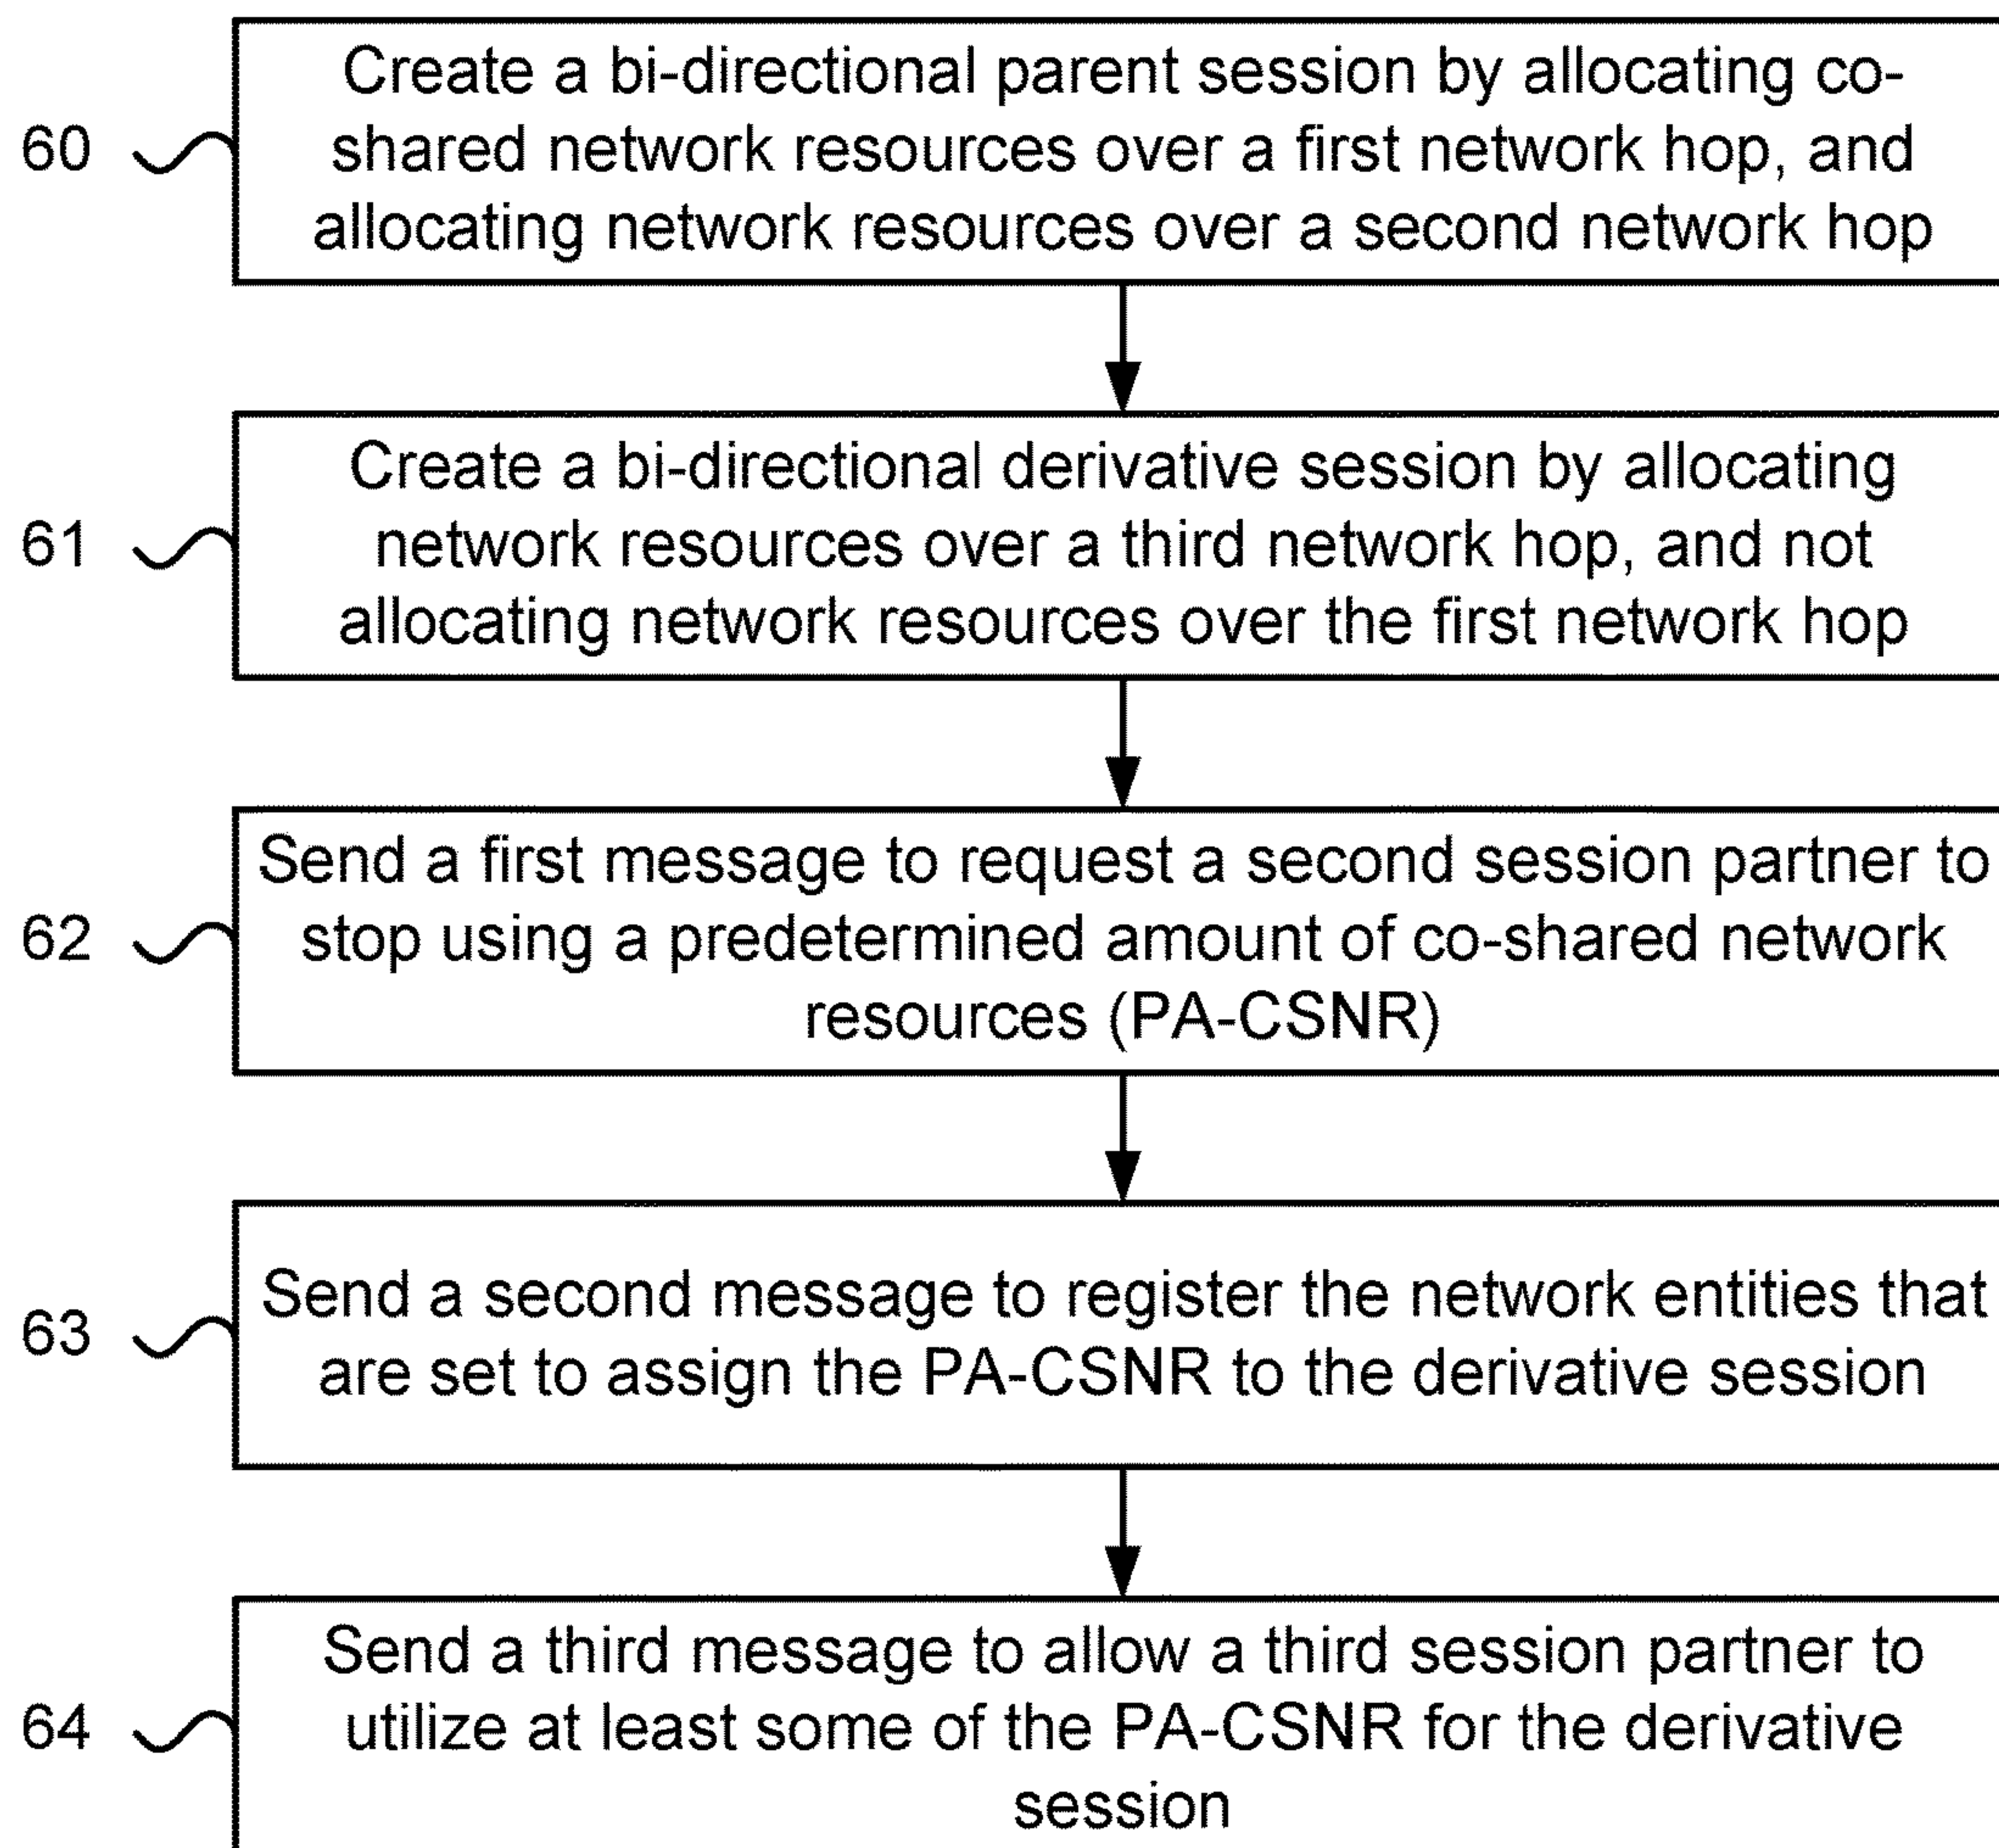 Create a bi-directional parent session by allocating co-
60
shared network resources over a first network hop, and
allocating network resources over a second network hop
Create a bi-directional derivative session by allocating
61
network resources over a third network hop, and not
allocating network resources over the first network hop
Send a first message to request a second session partner to
62
stop using a predetermined amount of co-shared network
resources (PA-CSNR)
Send a second message to register the network entities that
63
are set to assign the PA-CSNR to the derivative session
Send a third message to allow a third session partner to
64
utilize at least some of the PA-CSNR for the derivative
session